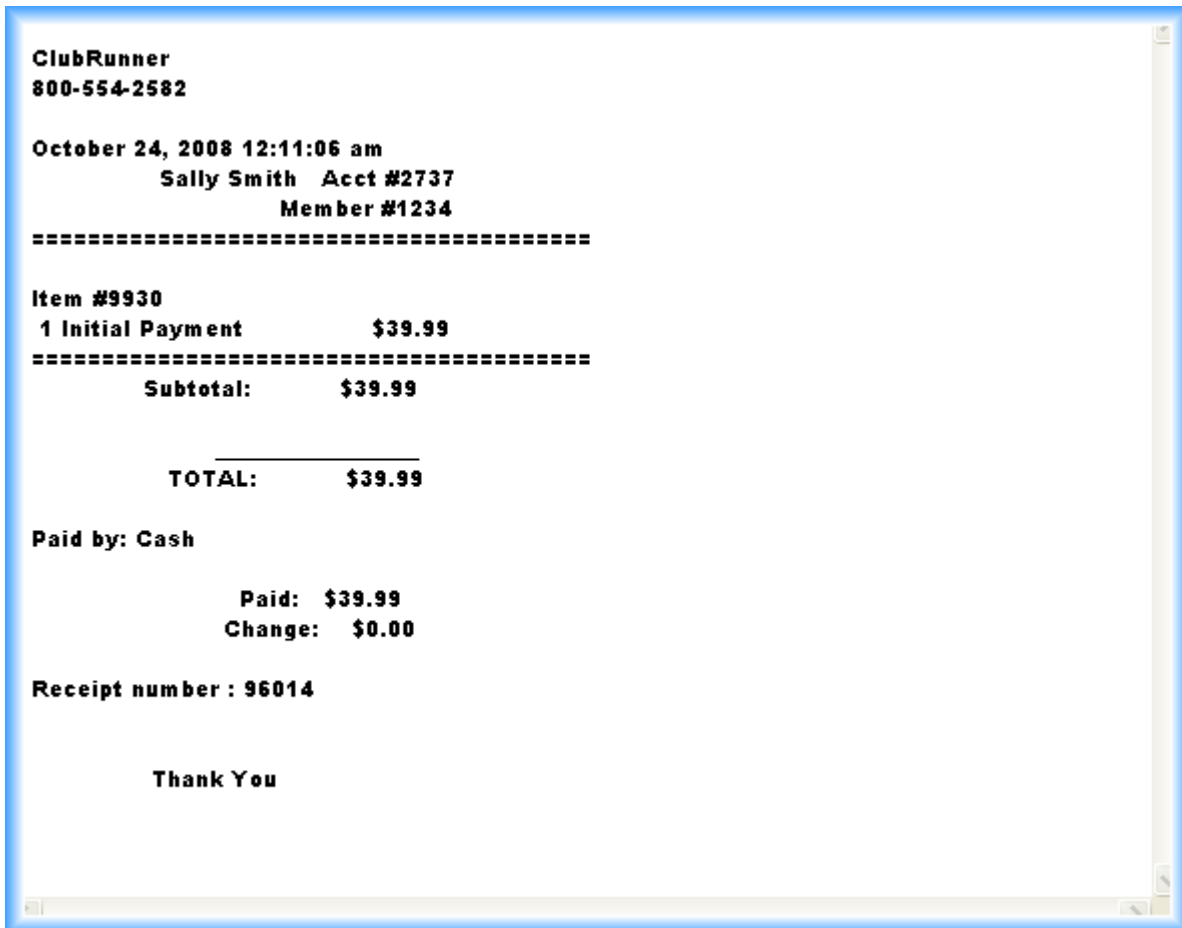 ClubRunner
800-554-2582
October 24, 2008 12:11:06 am
Sally Smith Acct #2737
Member #1234
========================================
Item #9930
1 Initial Payment $39.99
========================================
Subtotal: $39.99
TOTAL: $39.99
Paid by: Cash
Paid: $39.99
Change: $0.00
Receipt number : 96014
Thank You